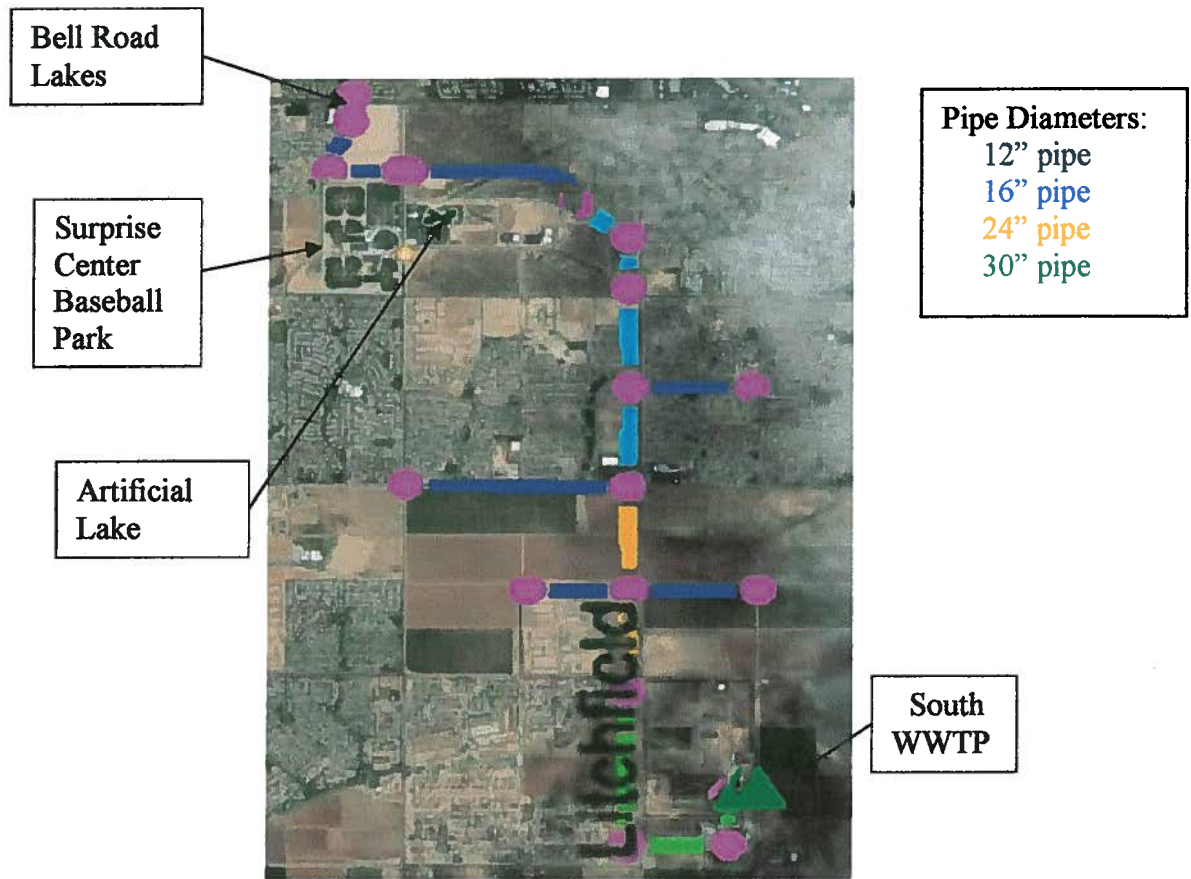 Bell Road
Lakes
Pipe Diameters:
12” pipe
16” pipe
24” pipe
30” pipe
Surprise
Center
Baseball
Park
Artificial
Lake
Litchfield
South
WWTP